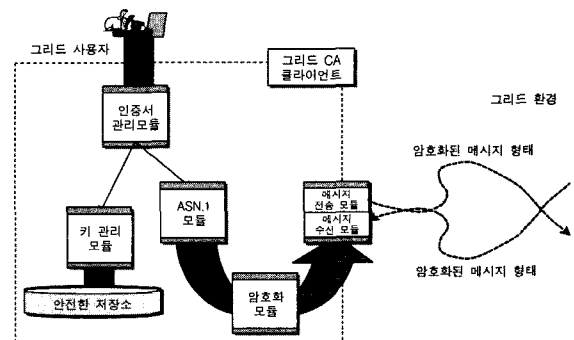 그리드 사용자
그리드 CA
클라이언트
그리드 환경
인증서
관리모듈
암호화된 메시지 형태
메시지
전송 모듈
메시지
수신 모듈
ASN.1
모듈
키 관리
모듈
암호화된 메시지 형태
안전한 저장소
암호화
모듈